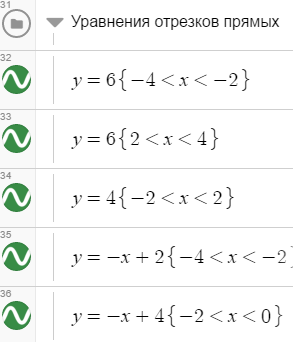 31
Уравнения отрезков прямых
32
y = 6{−4 < x < −2}
33
y = 6{2 < x < 4}
34
y = 4{−2 < x < 2}
35
y = −x + 2{−4 < x < −2}
36
y = −x + 4{−2 < x < 0}